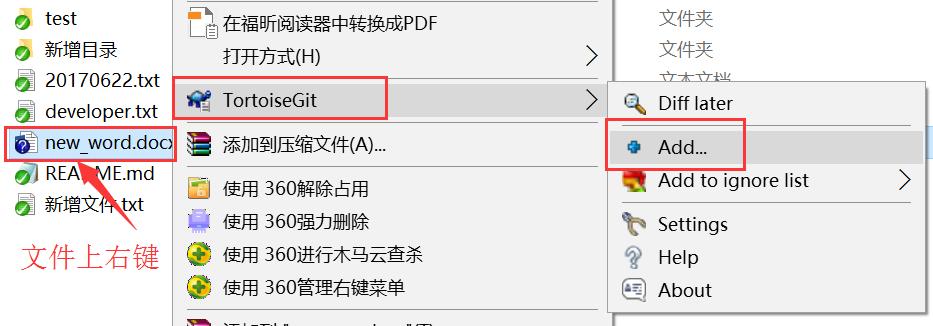 test
新增目录
20170622.txt
developer.txt
new_word.docx
README.md
新增文件.txt
文件上右键
在福昕阅读器中转换成PDF
打开方式(H)
TortoiseGit
添加到压缩文件(A)...
使用 360解除占用
使用 360强力删除
使用 360进行木马云查杀
使用 360管理右键菜单
文件夹
文件夹
文本文档
Diff later
Add...
Add to ignore list
Settings
Help
About